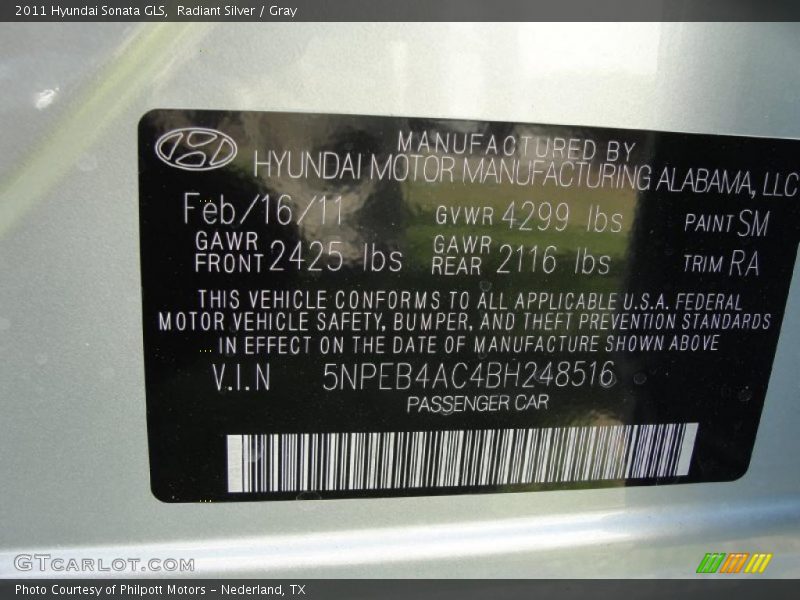 2011 Hyundai Sonata GLS, Radiant Silver / Gray
MANUFACTURED BY
HYUNDAI MOTOR MANUFACTURING ALABAMA, LLC
Feb/16/11 GVWR 4299 lbs PAINT SM
GAWR FRONT 2425 lbs GAWR REAR 2116 lbs TRIM RA
THIS VEHICLE CONFORMS TO ALL APPLICABLE U.S.A. FEDERAL
MOTOR VEHICLE SAFETY, BUMPER, AND THEFT PREVENTION STANDARDS
IN EFFECT ON THE DATE OF MANUFACTURE SHOWN ABOVE
V.I.N 5NPEB4AC4BH248516
PASSENGER CAR
GTCARLOT.COM
Photo Courtesy of Philpott Motors - Nederland, TX